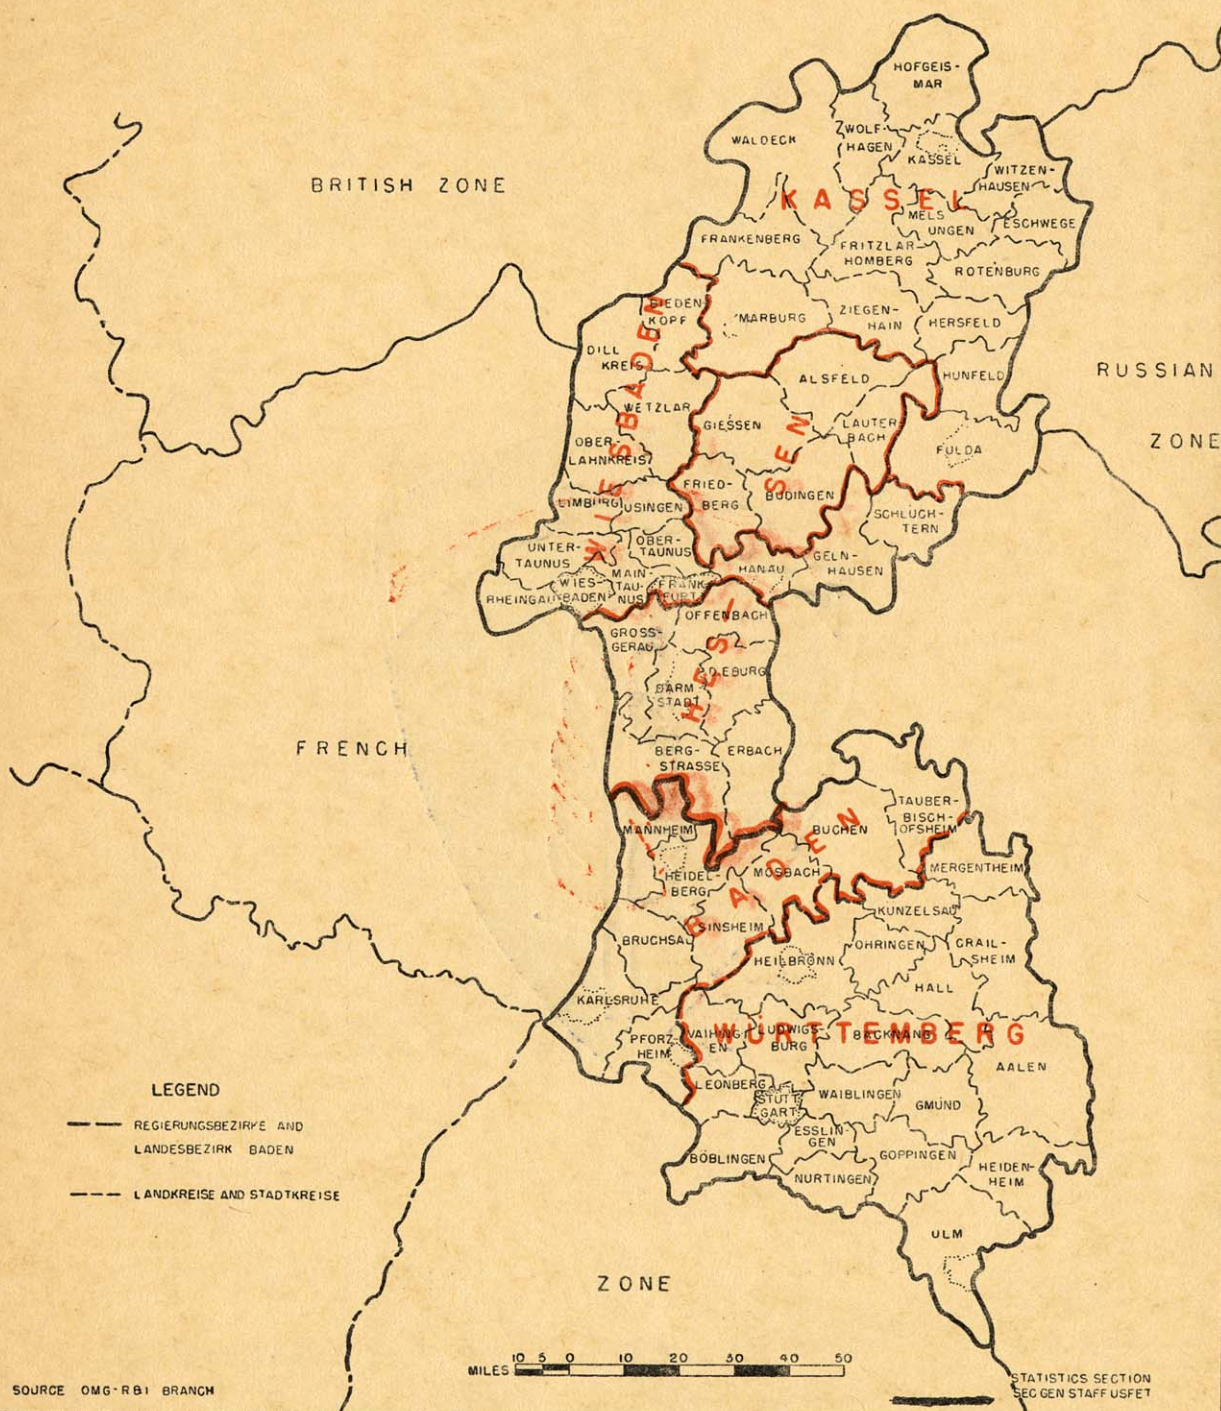 HOFGEIS-
MAR
WALDECK
ZWOLF-
HAGEN
KASSEL
WITZEN-
HAUSEN
BRITISH ZONE
KASSEL
MELS
UNGEN
ESCHWEGE
FRANKENBERG
FRITZLAR
HOMBERG
ROTENBURG
BIEDEN-
KOPF
MARBURG
ZIEGEN-
HAIN
HERSFELD
DILL
KREIS
WIESBADEN
ALSFELD
HUNFELD
RUSSIAN
ZONE
WETZLAR
GIESSEN
LAUTER
BACH
FULDA
OBER-
LAHNKREIS
HESSEN
FRIED-
BERG
BUDINGEN
LIMBURG
USINGEN
SCHLUCH-
TERN
UNTER-
TAUNUS
OBER-
TAUNUS
HANAU
GELN-
HAUSEN
RHEINGAU
WIES-
BADEN
MAIN-
TAU-
NUS
FRANK-
FURT
OFFENBACH
GROSS-
GERAU
DIEBURG
DARM
STADT
FRENCH
BERG-
STRASSE
ERBACH
TAUBER-
BISCH-
OFSHEIM
MANNHEIM
BUCHEN
BADEN
HEIDEL-
BERG
MOSBACH
MERGENTHEIM
SINSHEIM
KUNZELSAU
BRUCHSAL
HEILBRONN
OHRINGEN
CRAIL-
SHEIM
HALL
KARLSRUHE
PFORZ-
HEIM
VAIHING-
EN
WÜRTTEMBERG
LUDWIGS-
BURG
BACKNANG
AALEN
LEONBERG
STUTT
GART
WAIBLINGEN
GMUND
ESSLIN-
GEN
BÖBLINGEN
NURTINGEN
GOPPINGEN
HEIDEN-
HEIM
ULM
LEGEND
REGIERUNGSBEZIRKE AND
LANDESBEZIRK BADEN
LANDKREISE AND STADTKREISE
ZONE
MILES 10 5 0 10 20 30 40 50
SOURCE OMG-RBI BRANCH
STATISTICS SECTION
SEC GEN STAFF USFET